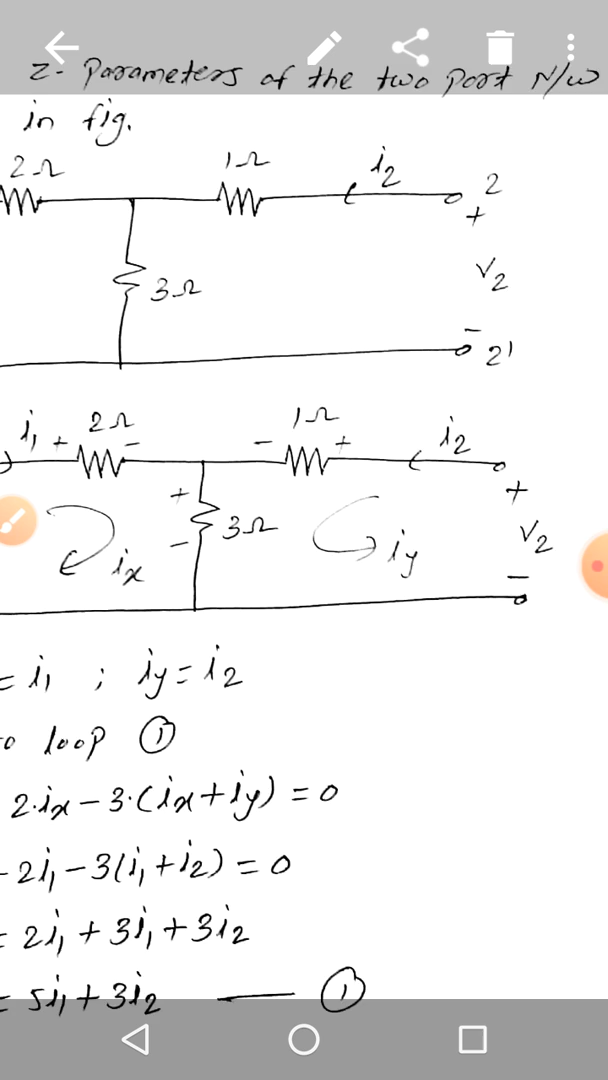 z- Parameters of the two port N/W
in fig.
2Ω 1Ω i2 2
+
3Ω V2
- 2'
i1 + 2Ω - - 1Ω + i2
+ +
3Ω V2
- ix iy -
= i1 ; iy = i2
to loop ①
2·ix - 3·(ix + iy) = 0
- 2i1 - 3(i1 + i2) = 0
= 2i1 + 3i1 + 3i2
= 5i1 + 3i2 — ①